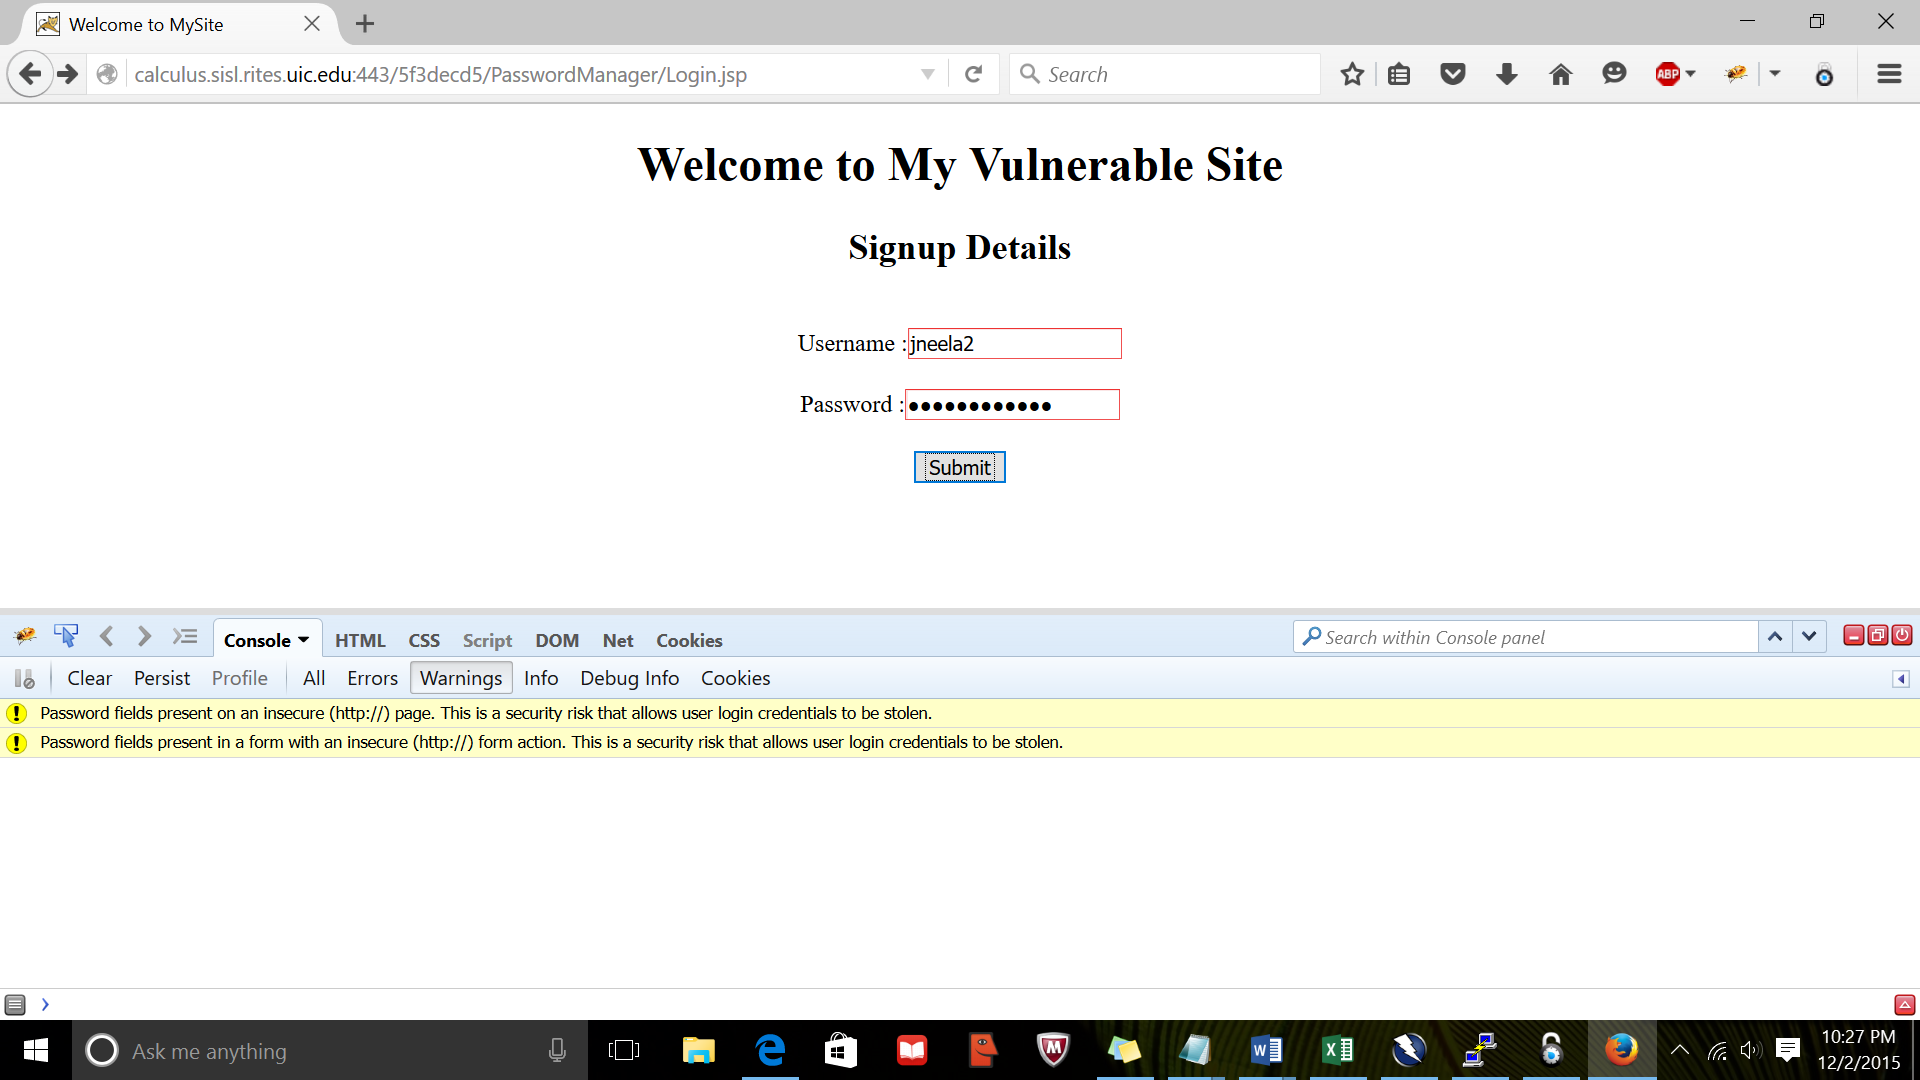 Welcome to MySite
calculus.sisl.rites.uic.edu:443/5f3decd5/PasswordManager/Login.jsp
Search
ABP
Welcome to My Vulnerable Site
Signup Details
Username :jneela2
Password :••••••••••••
Submit
Console HTML CSS Script DOM Net Cookies
Search within Console panel
Clear Persist Profile All Errors Warnings Info Debug Info Cookies
Password fields present on an insecure (http://) page. This is a security risk that allows user login credentials to be stolen.
Password fields present in a form with an insecure (http://) form action. This is a security risk that allows user login credentials to be stolen.
Ask me anything
10:27 PM
12/2/2015